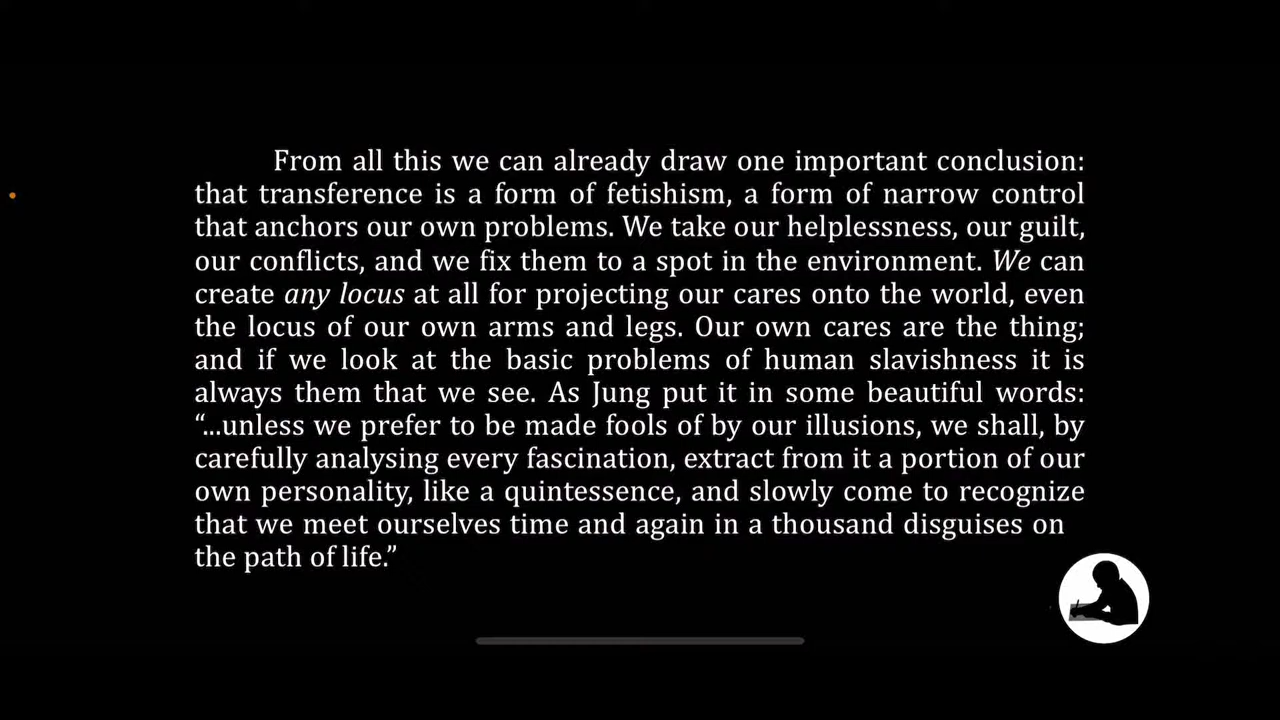 From all this we can already draw one important conclusion:
that transference is a form of fetishism, a form of narrow control
that anchors our own problems. We take our helplessness, our guilt,
our conflicts, and we fix them to a spot in the environment. We can
create any locus at all for projecting our cares onto the world, even
the locus of our own arms and legs. Our own cares are the thing;
and if we look at the basic problems of human slavishness it is
always them that we see. As Jung put it in some beautiful words:
“...unless we prefer to be made fools of by our illusions, we shall, by
carefully analysing every fascination, extract from it a portion of our
own personality, like a quintessence, and slowly come to recognize
that we meet ourselves time and again in a thousand disguises on
the path of life.”